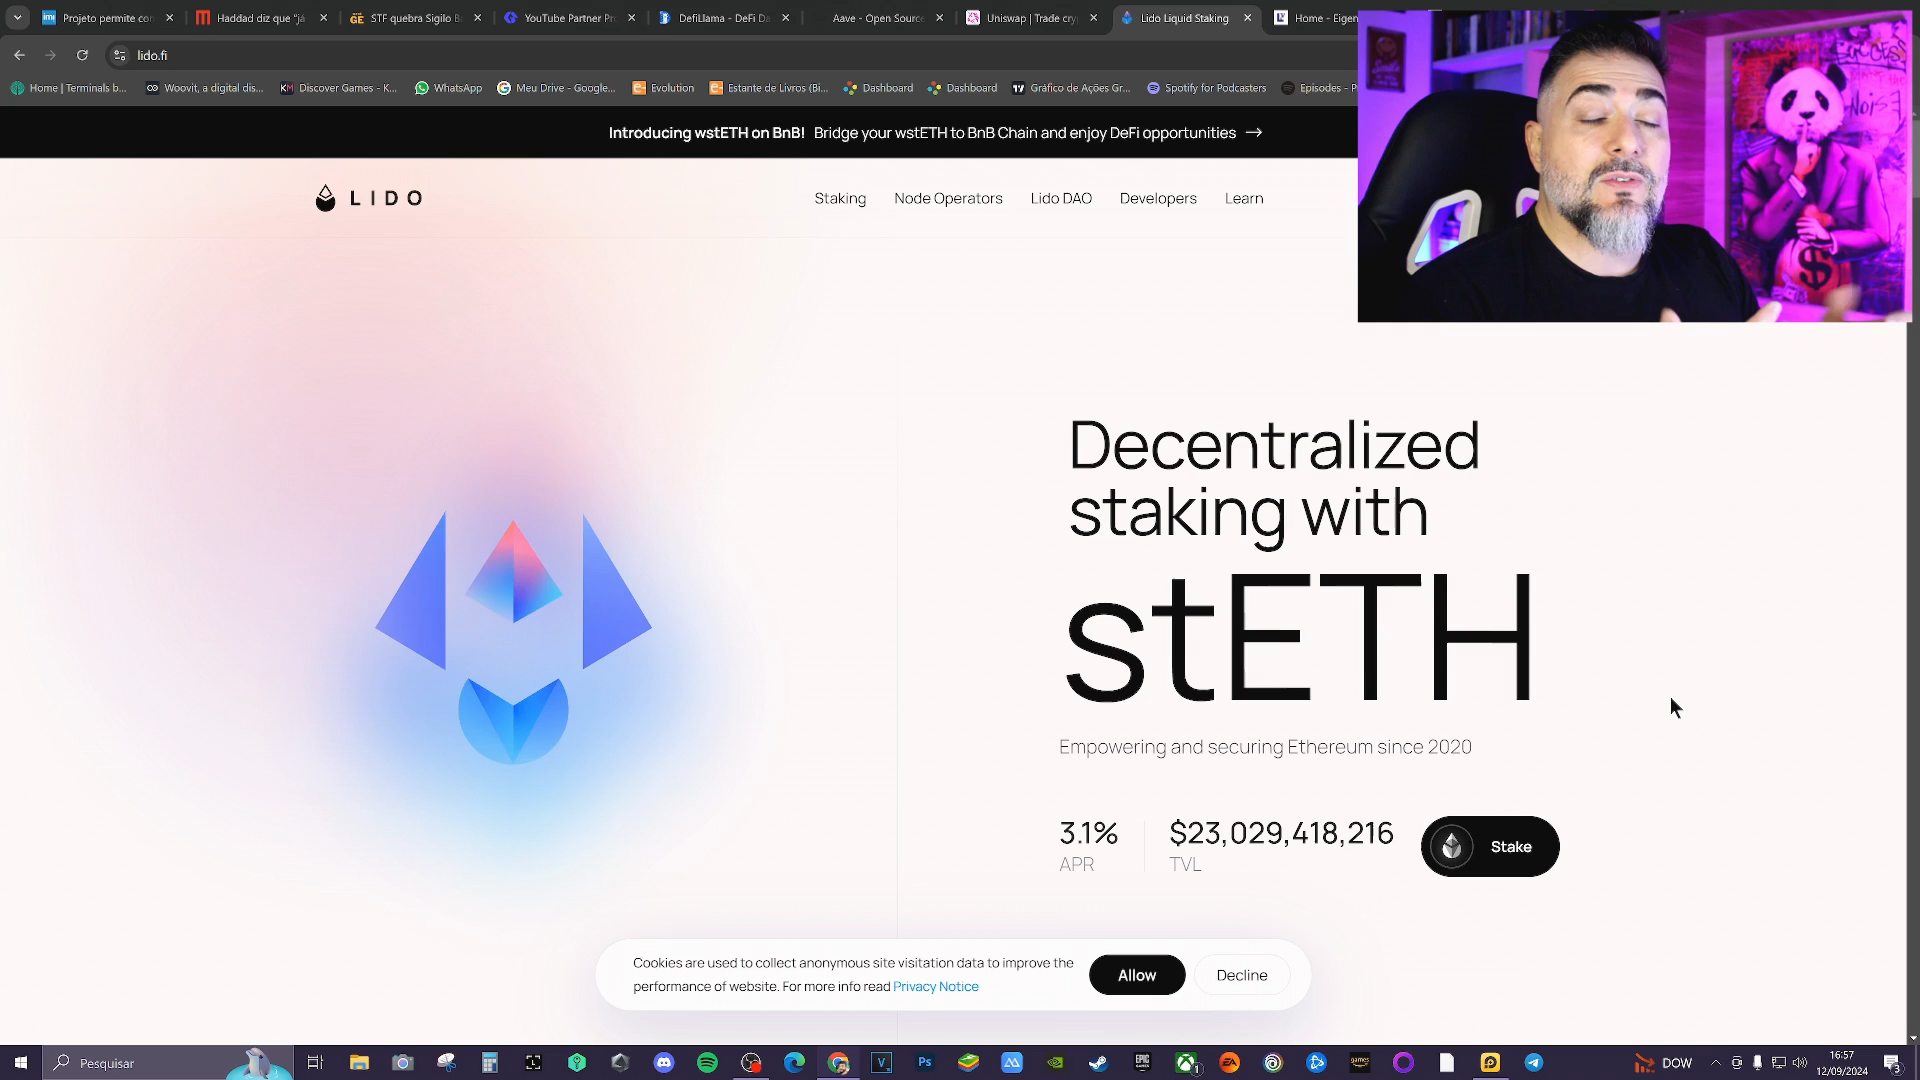 Projeto permite con
Haddad diz que "já
STF quebra Sigilo B
YouTube Partner Pr
DefiLlama - DeFi Da
Aave - Open Source
Uniswap | Trade cry
Lido Liquid Staking
Home - Eigen
lido.fi
Home | Terminals b...
Woovit, a digital dis...
Discover Games - K...
WhatsApp
Meu Drive - Google...
Evolution
Estante de Livros (Bi...
Dashboard
Dashboard
Gráfico de Ações Gr...
Spotify for Podcasters
Episodes - P
Introducing wstETH on BnB! Bridge your wstETH to BnB Chain and enjoy DeFi opportunities →
LIDO
Staking
Node Operators
Lido DAO
Developers
Learn
Decentralized
staking with
stETH
Empowering and securing Ethereum since 2020
3.1%
APR
$23,029,418,216
TVL
Stake
Cookies are used to collect anonymous site visitation data to improve the
performance of website. For more info read Privacy Notice
Allow
Decline
Pesquisar
DOW
16:57
12/09/2024